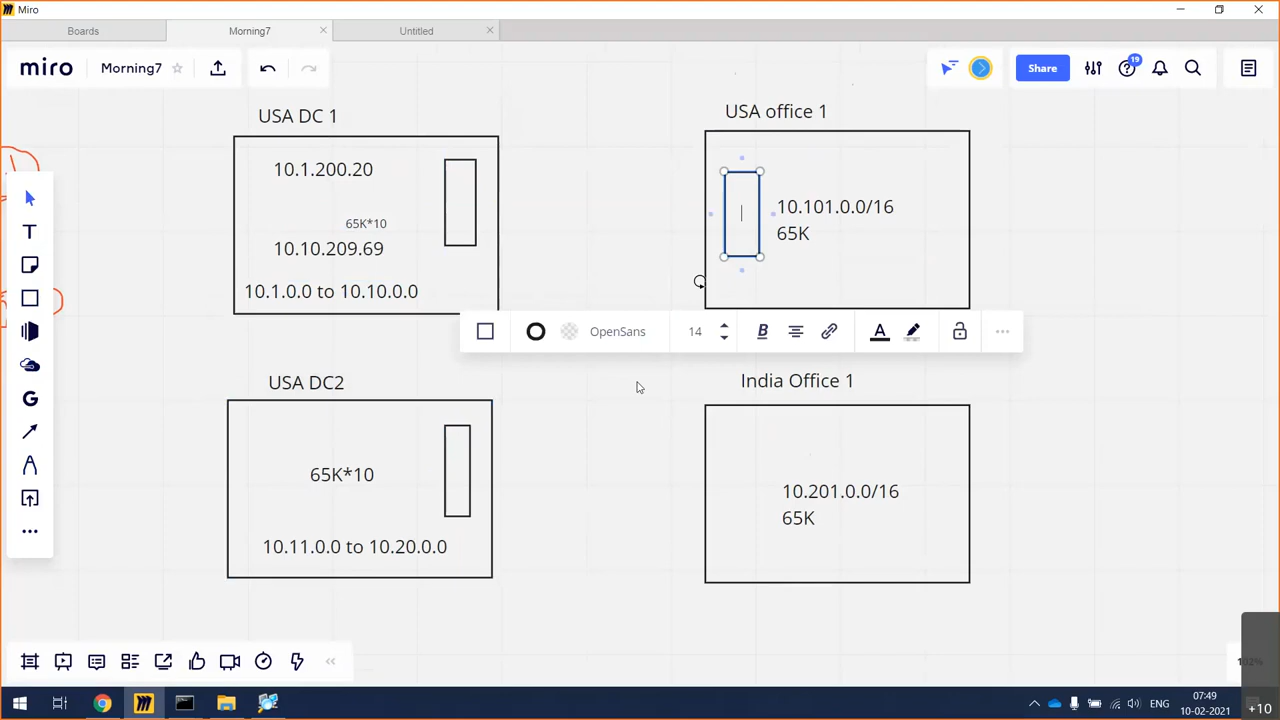 Miro
Boards
Morning7
Untitled
miro
Morning7
Share
19
USA DC 1
10.1.200.20
65K*10
10.10.209.69
10.1.0.0 to 10.10.0.0
USA office 1
10.101.0.0/16
65K
OpenSans
14
B
A
USA DC2
65K*10
10.11.0.0 to 10.20.0.0
India Office 1
10.201.0.0/16
65K
102%
ENG
07:49
10-02-2021
+10